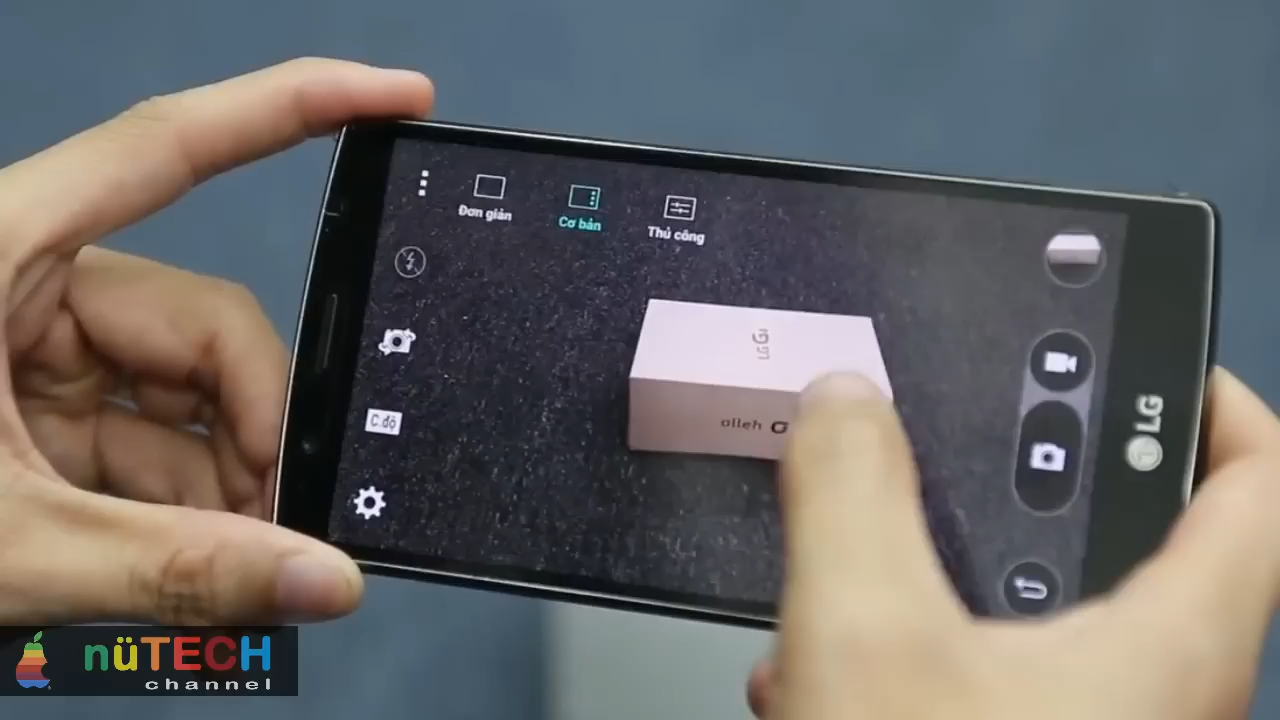 Đơn giản
Cơ bản
Thủ công
C.độ
LG
olleh
LG
nüTECH
channel